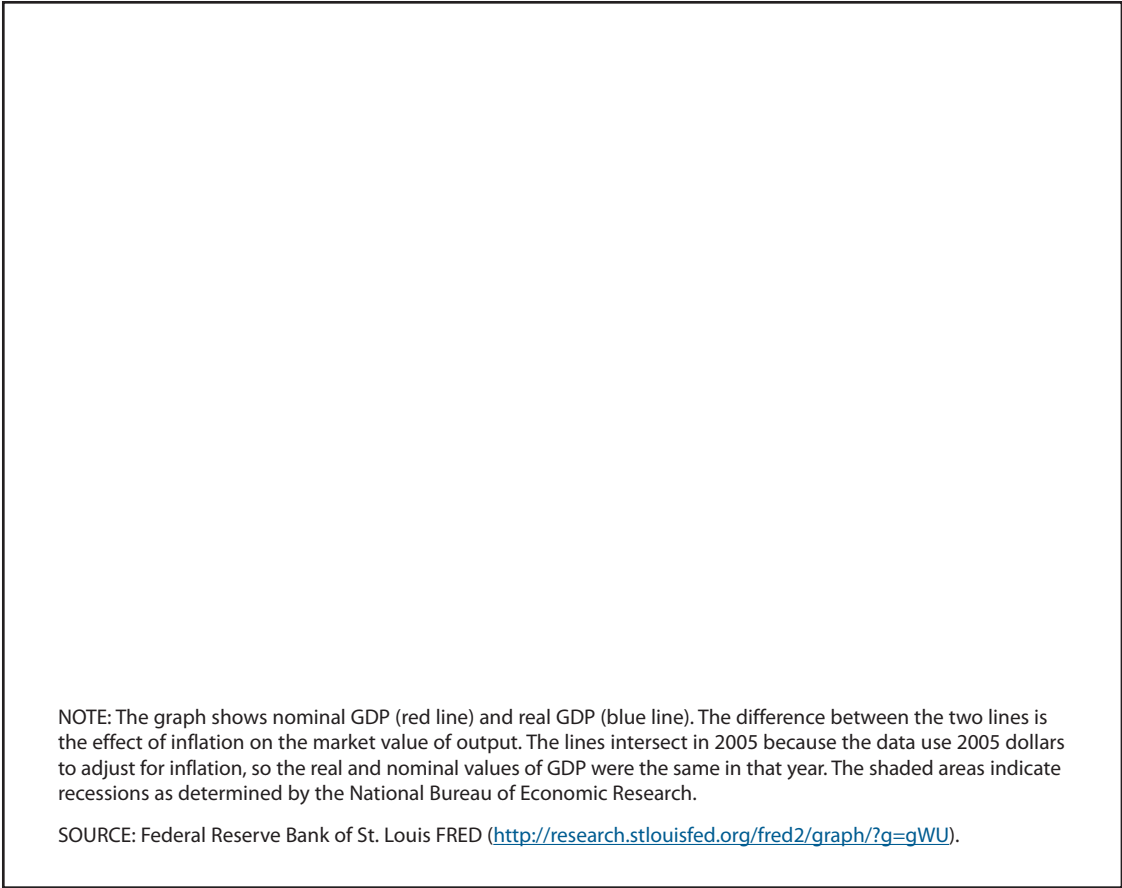 NOTE: The graph shows nominal GDP (red line) and real GDP (blue line). The difference between the two lines is
the effect of inflation on the market value of output. The lines intersect in 2005 because the data use 2005 dollars
to adjust for inflation, so the real and nominal values of GDP were the same in that year. The shaded areas indicate
recessions as determined by the National Bureau of Economic Research.
SOURCE: Federal Reserve Bank of St. Louis FRED (http://research.stlouisfed.org/fred2/graph/?g=gWU).